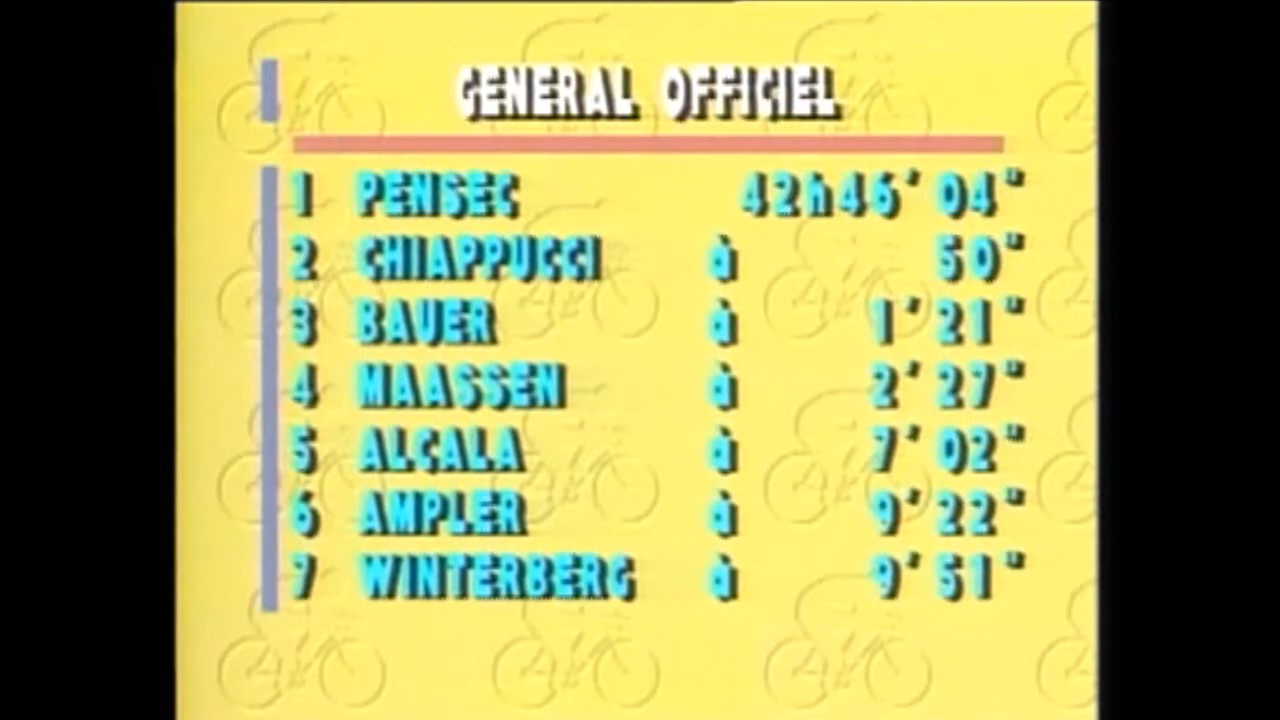 GENERAL OFFICIEL
1 PENSEC 42h46' 04"
2 CHIAPPUCCI à 50"
3 BAUER à 1' 21"
4 MAASSEN à 2' 27"
5 ALCALA à 7' 02"
6 AMPLER à 9' 22"
7 WINTERBERG à 9' 51"